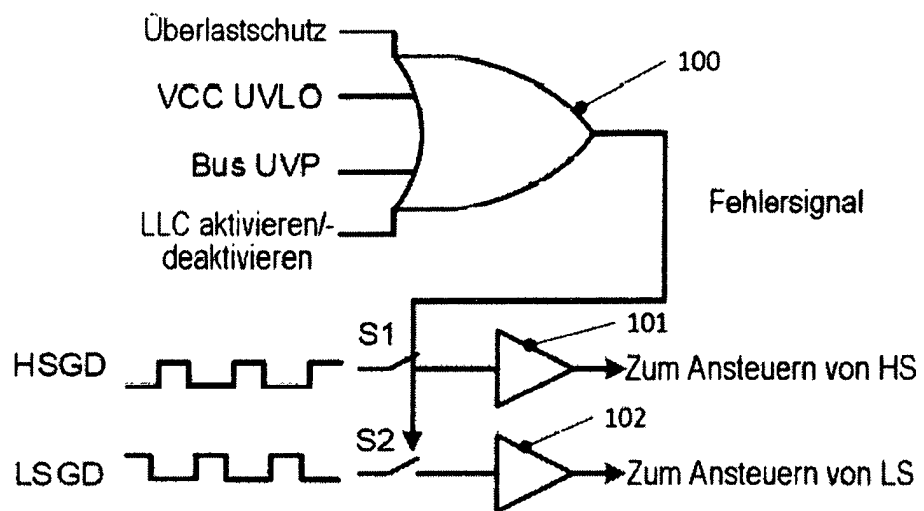 Überlastschutz
100
VCC UVLO
Bus UVP
Fehlersignal
LLC aktivieren/-
deaktivieren
S1
101
HSGD
Zum Ansteuern von HS
S2
102
LSGD
Zum Ansteuern von LS